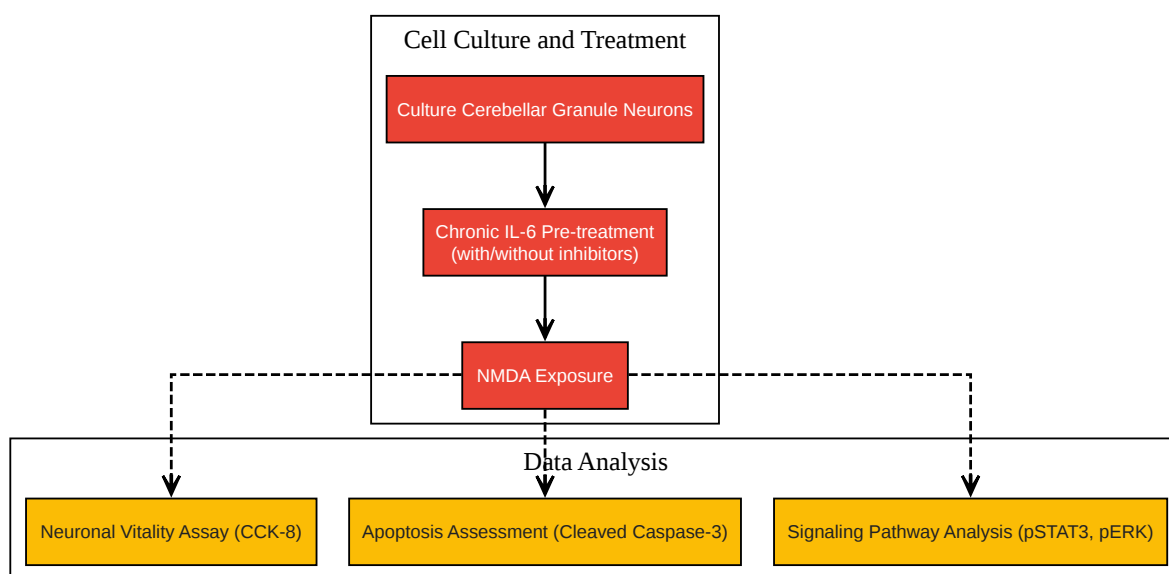 Cell Culture and Treatment
Culture Cerebellar Granule Neurons
Chronic IL-6 Pre-treatment
(with/without inhibitors)
NMDA Exposure
Data Analysis
Neuronal Vitality Assay (CCK-8)
Apoptosis Assessment (Cleaved Caspase-3)
Signaling Pathway Analysis (pSTAT3, pERK)